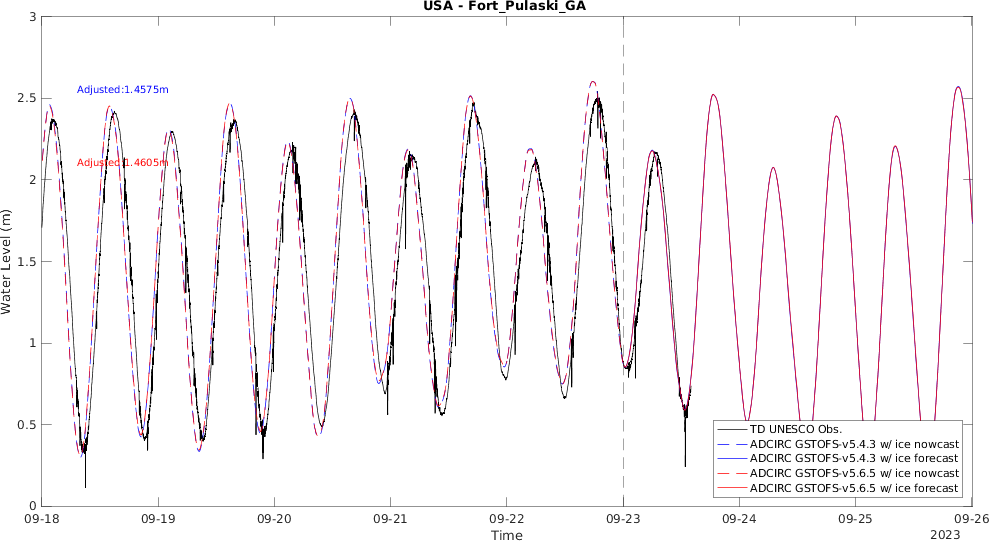 USA - Fort_Pulaski_GA
3
2.5
2
1.5
1
0.5
0
Water Level (m)
Adjusted:1.4575m
Adjusted:1.4605m
TD UNESCO Obs.
ADCIRC GSTOFS-v5.4.3 w/ ice nowcast
ADCIRC GSTOFS-v5.4.3 w/ ice forecast
ADCIRC GSTOFS-v5.6.5 w/ ice nowcast
ADCIRC GSTOFS-v5.6.5 w/ ice forecast
09-18 09-19 09-20 09-21 09-22 09-23 09-24 09-25 09-26
Time
2023